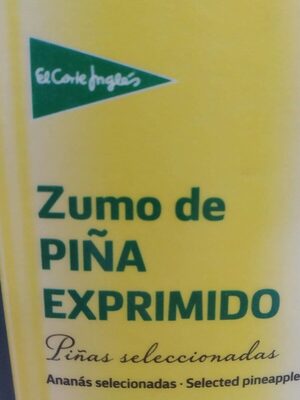 El Corte Inglés
Zumo de
PIÑA
EXPRIMIDO
Piñas seleccionadas
Ananás selecionadas · Selected pineapple